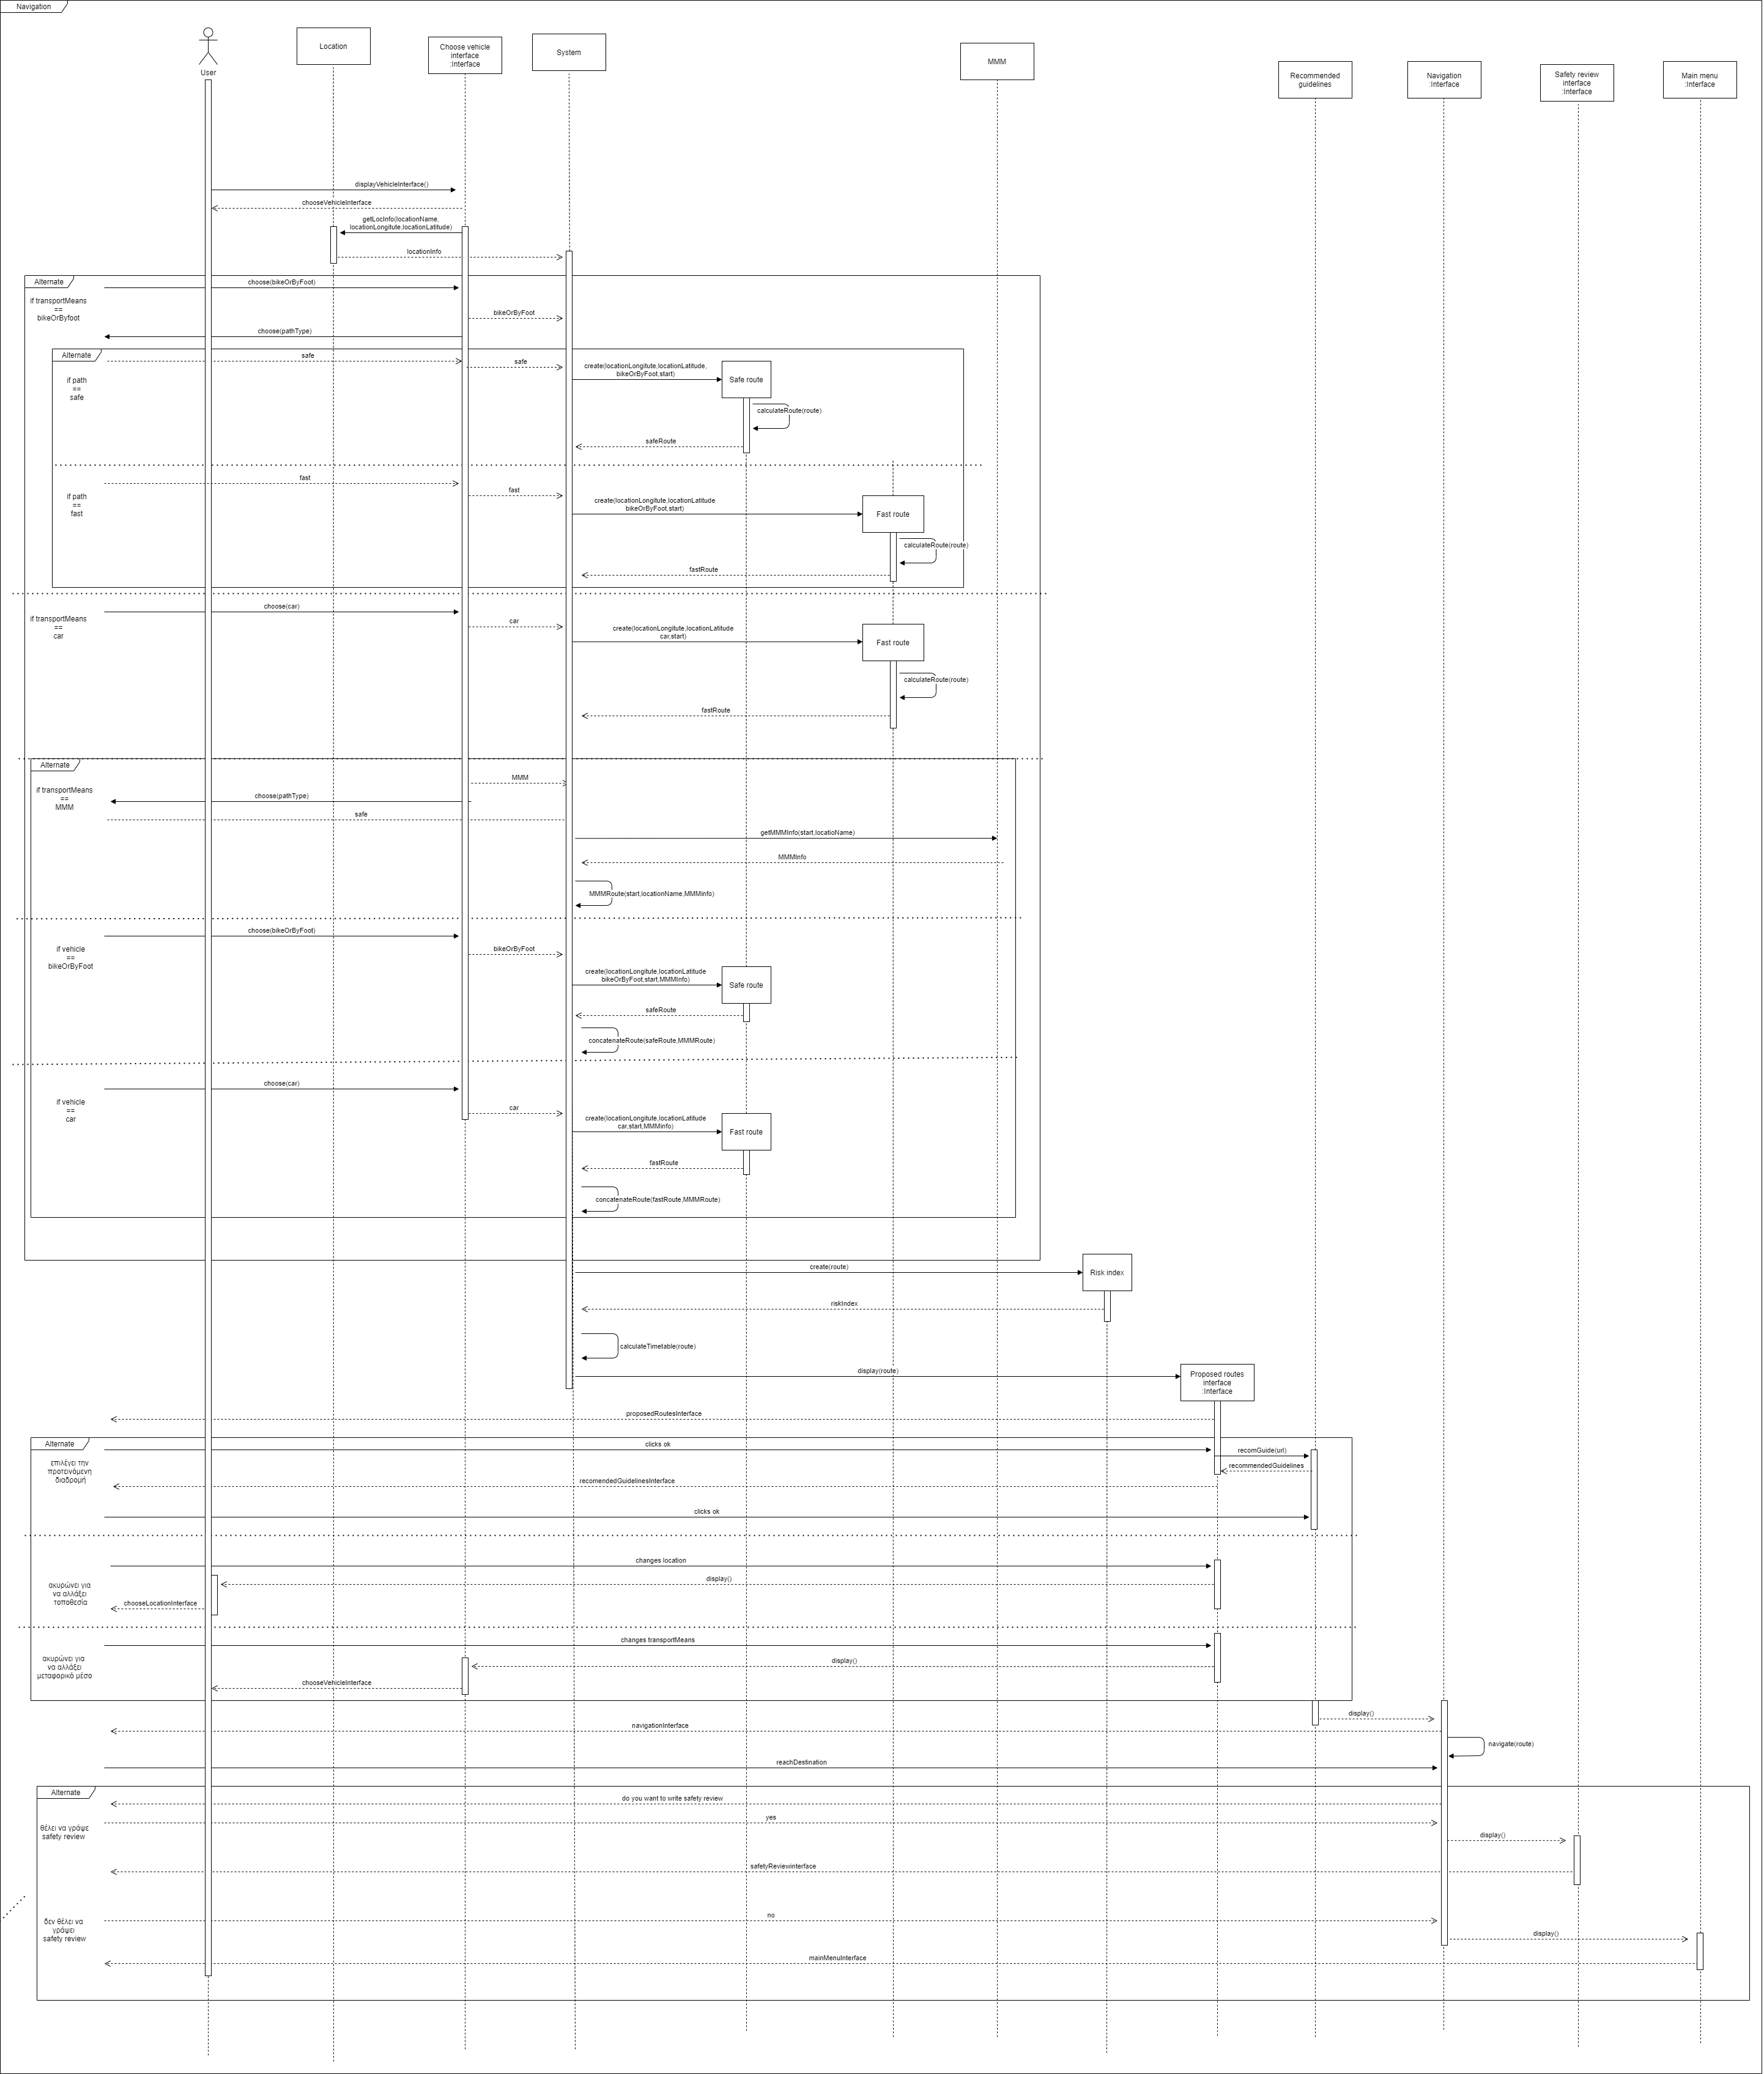 Navigation
User
Location
Choose vehicle
interface
:Interface
System
MMM
Recommended
guidelines
Navigation
:Interface
Safety review
interface
:Interface
Main menu
:Interface
displayVehicleInterface()
chooseVehicleInterface
getLocInfo(locationName,
locationLongitute,locationLatitude)
locationInfo
Alternate
choose(bikeOrByFoot)
if transportMeans
==
bikeOrByfoot
bikeOrByFoot
choose(pathType)
Alternate
safe
safe
if path
==
safe
create(locationLongitute,locationLatitude,
bikeOrByFoot,start)
Safe route
calculateRoute(route)
safeRoute
fast
fast
if path
==
fast
create(locationLongitute,locationLatitude
bikeOrByFoot,start)
Fast route
calculateRoute(route)
fastRoute
choose(car)
if transportMeans
==
car
car
create(locationLongitute,locationLatitude
car,start)
Fast route
calculateRoute(route)
fastRoute
Alternate
MMM
if transportMeans
==
MMM
choose(pathType)
safe
getMMMInfo(start,locatioName)
MMMInfo
MMMRoute(start,locationName,MMMinfo)
choose(bikeOrByFoot)
if vehicle
==
bikeOrByFoot
bikeOrByFoot
create(locationLongitute,locationLatitude
bikeOrByFoot,start,MMMInfo)
Safe route
safeRoute
concatenateRoute(safeRoute,MMMRoute)
choose(car)
if vehicle
==
car
car
create(locationLongitute,locationLatitude
car,start,MMMinfo)
Fast route
fastRoute
concatenateRoute(fastRoute,MMMRoute)
create(route)
Risk index
riskIndex
calculateTimetable(route)
display(route)
Proposed routes
interface
:Interface
proposedRoutesInterface
Alternate
clicks ok
επιλέγει την
προτεινόμενη
διαδρομή
recomGuide(url)
recommendedGuidelines
recomendedGuidelinesInterface
clicks ok
changes location
ακυρώνει για
να αλλάξει
τοποθεσία
display()
chooseLocationInterface
changes transportMeans
ακυρώνει για
να αλλάξει
μεταφορικό μέσο
display()
chooseVehicleInterface
display()
navigationInterface
navigate(route)
reachDestination
Alternate
do you want to write safety review
yes
θέλει να γράψε
safety review
display()
safetyReviewinterface
no
δεν θέλει να
γράψει
safety review
display()
mainMenuInterface